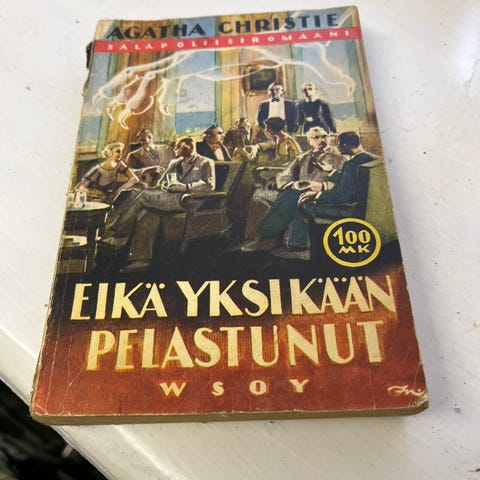 AGATHA CHRISTIE
SALAPOLIISIROMAANI
100
MK
EIKÄ YKSIKÄÄN
PELASTUNUT
WSOY